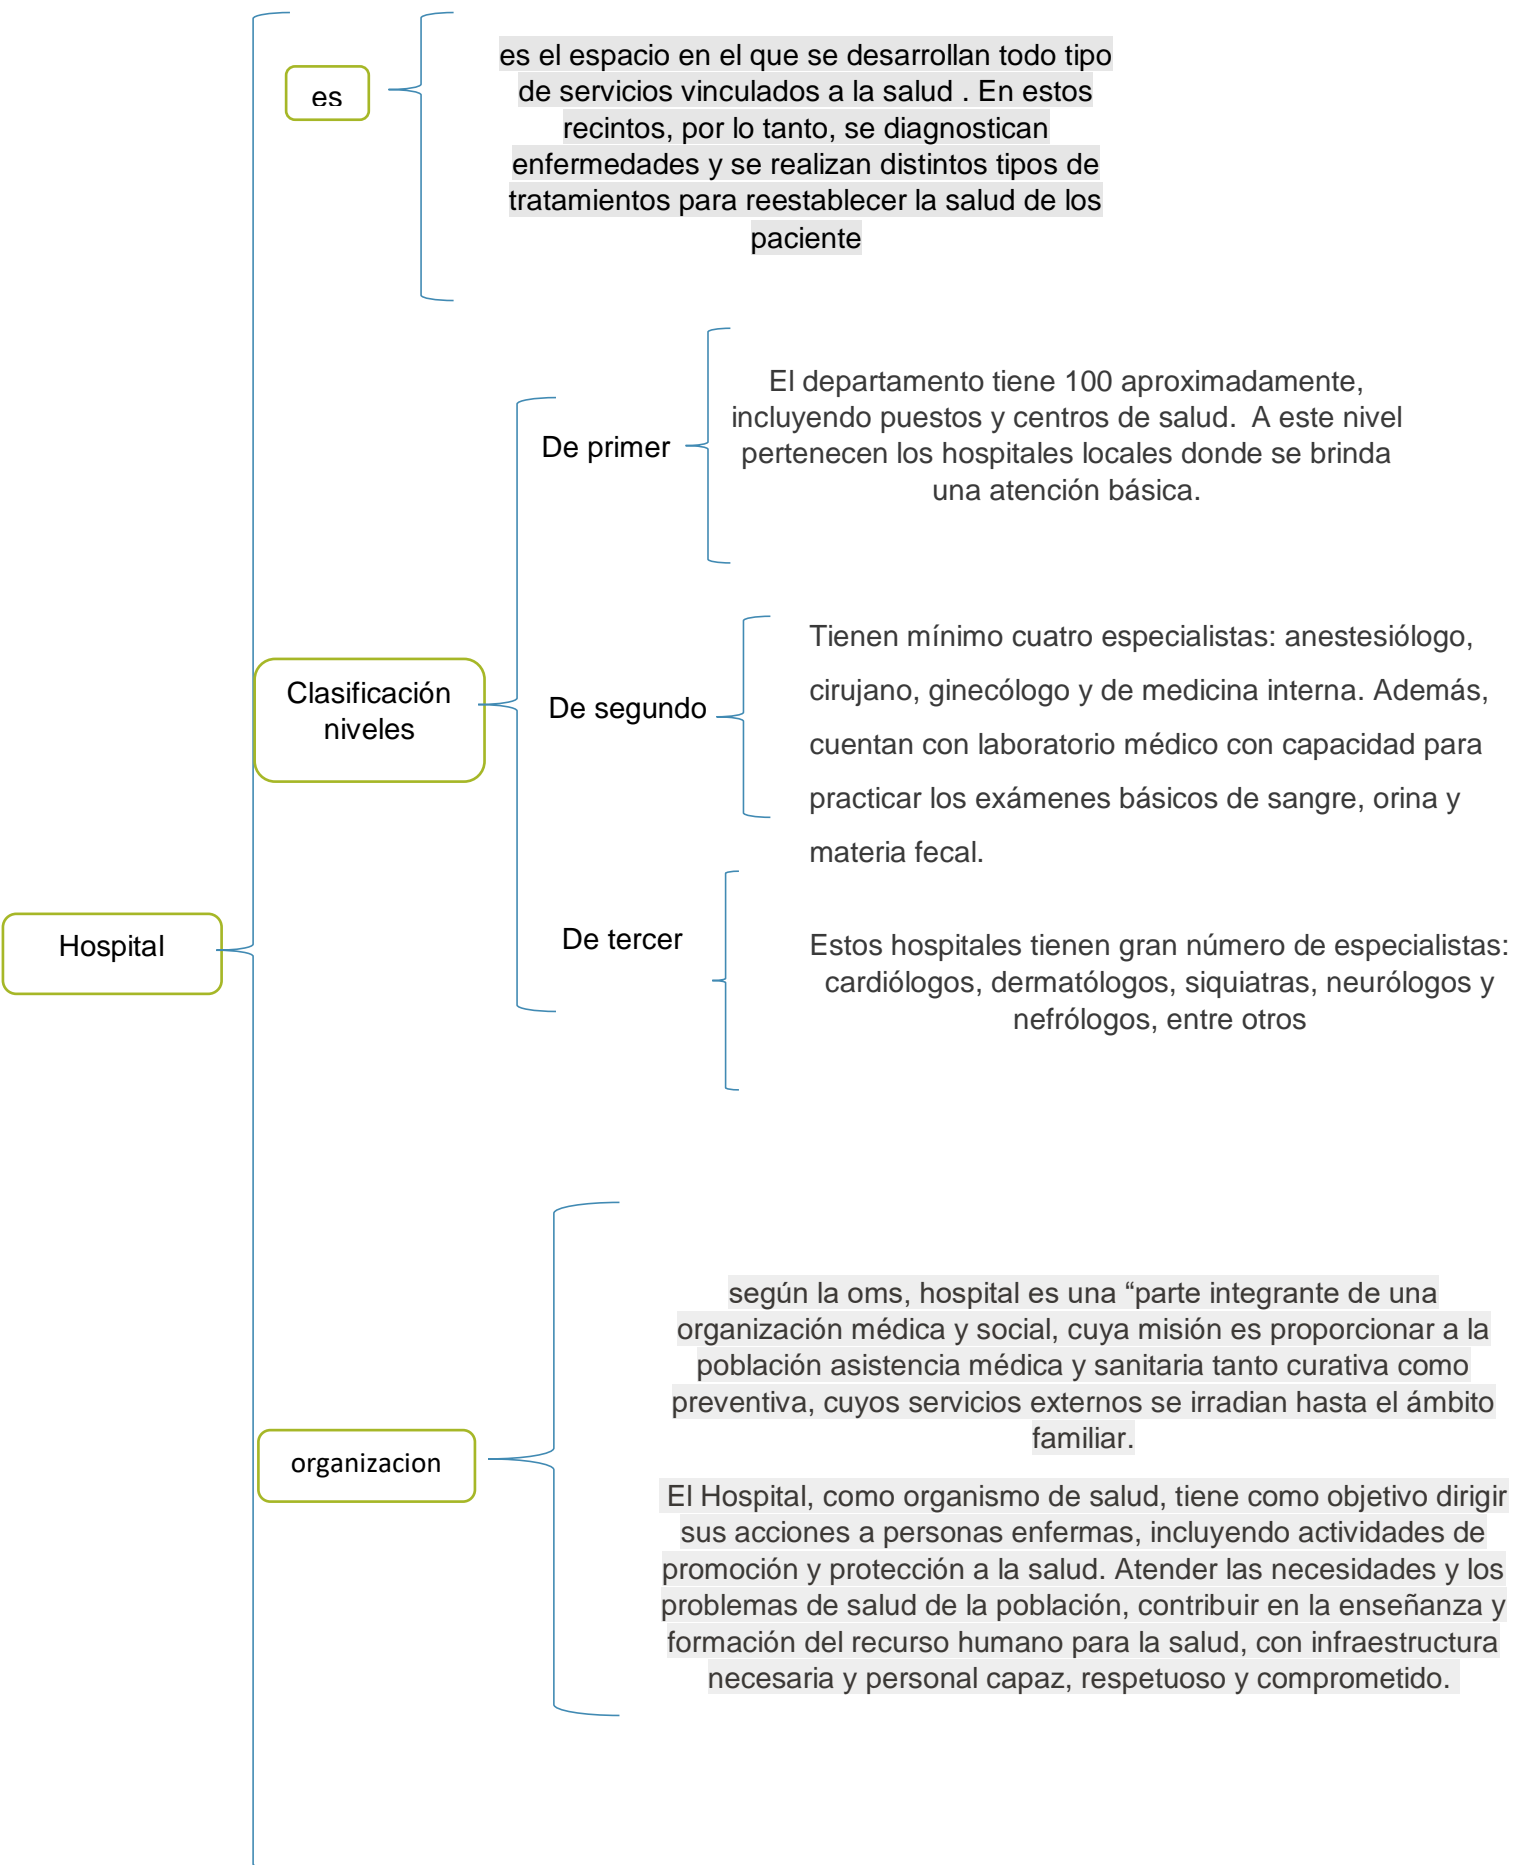 es
es el espacio en el que se desarrollan todo tipo
de servicios vinculados a la salud . En estos
recintos, por lo tanto, se diagnostican
enfermedades y se realizan distintos tipos de
tratamientos para reestablecer la salud de los
paciente
El departamento tiene 100 aproximadamente,
incluyendo puestos y centros de salud.  A este nivel
pertenecen los hospitales locales donde se brinda
una atención básica.
De primer
Tienen mínimo cuatro especialistas: anestesiólogo,
cirujano, ginecólogo y de medicina interna. Además,
cuentan con laboratorio médico con capacidad para
practicar los exámenes básicos de sangre, orina y
materia fecal.
Clasificación
niveles
De segundo
Hospital
De tercer
Estos hospitales tienen gran número de especialistas:
cardiólogos, dermatólogos, siquiatras, neurólogos y
nefrólogos, entre otros
según la oms, hospital es una “parte integrante de una
organización médica y social, cuya misión es proporcionar a la
población asistencia médica y sanitaria tanto curativa como
preventiva, cuyos servicios externos se irradian hasta el ámbito
familiar.
organizacion
El Hospital, como organismo de salud, tiene como objetivo dirigir
sus acciones a personas enfermas, incluyendo actividades de
promoción y protección a la salud. Atender las necesidades y los
problemas de salud de la población, contribuir en la enseñanza y
formación del recurso humano para la salud, con infraestructura
necesaria y personal capaz, respetuoso y comprometido.